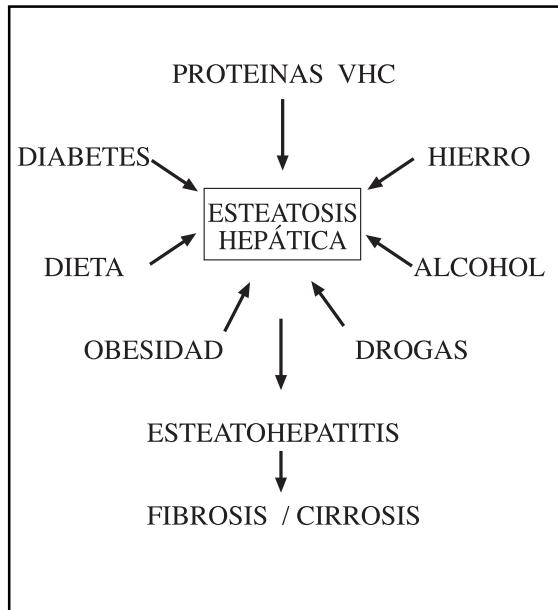 PROTEINAS VHC
DIABETES
HIERRO
ESTEATOSIS
HEPÁTICA
DIETA
ALCOHOL
OBESIDAD
DROGAS
ESTEATOHEPATITIS
FIBROSIS / CIRROSIS